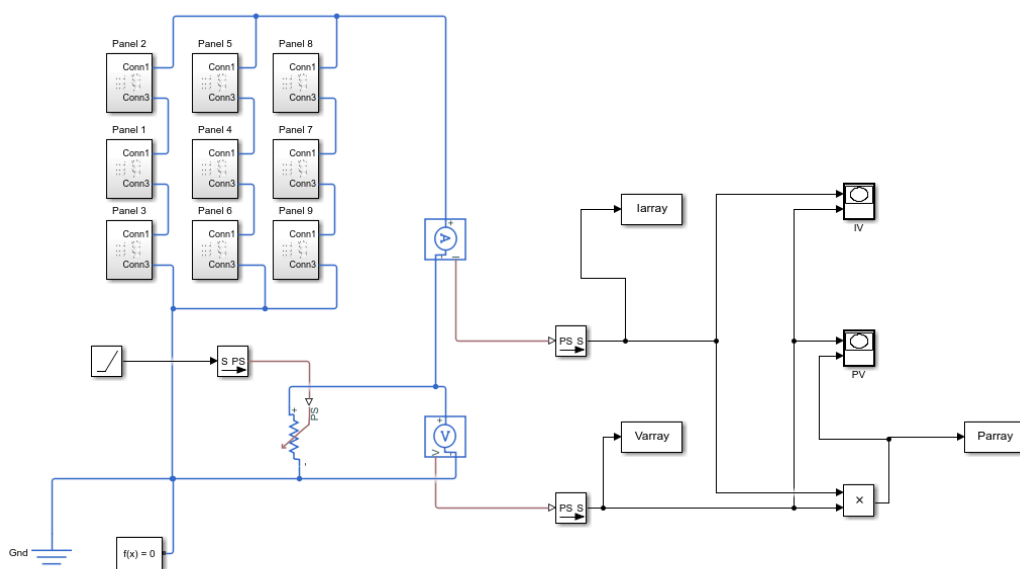 Panel 2 Panel 5 Panel 8
Conn1 Conn1 Conn1
Conn3 Conn3 Conn3
Panel 1 Panel 4 Panel 7
Conn1 Conn1 Conn1
Conn3 Conn3 Conn3
Panel 3 Panel 6 Panel 9
Conn1 Conn1 Conn1
Conn3 Conn3 Conn3
+
A
I
-
Iarray
IV
S PS
PS S
PV
+
PS
-
+
V
V
-
Varray
Parray
PS S
×
Gnd
f(x) = 0